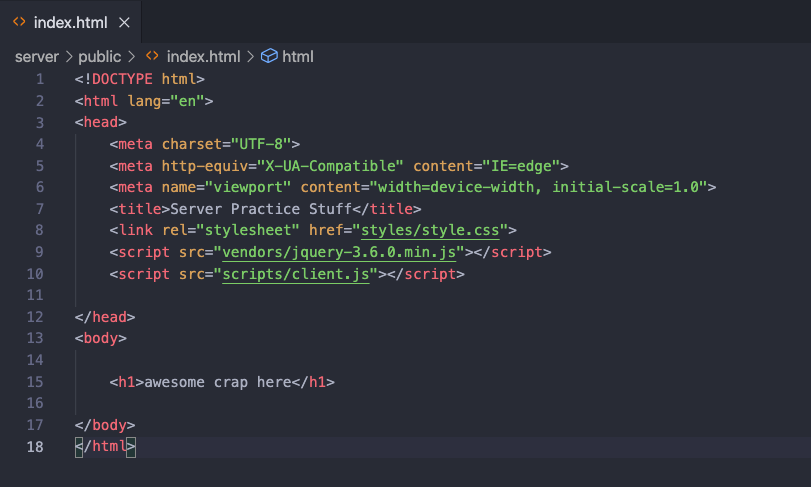 index.html
server > public > index.html > html
1 <!DOCTYPE html>
2 <html lang="en">
3 <head>
4 <meta charset="UTF-8">
5 <meta http-equiv="X-UA-Compatible" content="IE=edge">
6 <meta name="viewport" content="width=device-width, initial-scale=1.0">
7 <title>Server Practice Stuff</title>
8 <link rel="stylesheet" href="styles/style.css">
9 <script src="vendors/jquery-3.6.0.min.js"></script>
10 <script src="scripts/client.js"></script>
11
12 </head>
13 <body>
14
15 <h1>awesome crap here</h1>
16
17 </body>
18 </html>